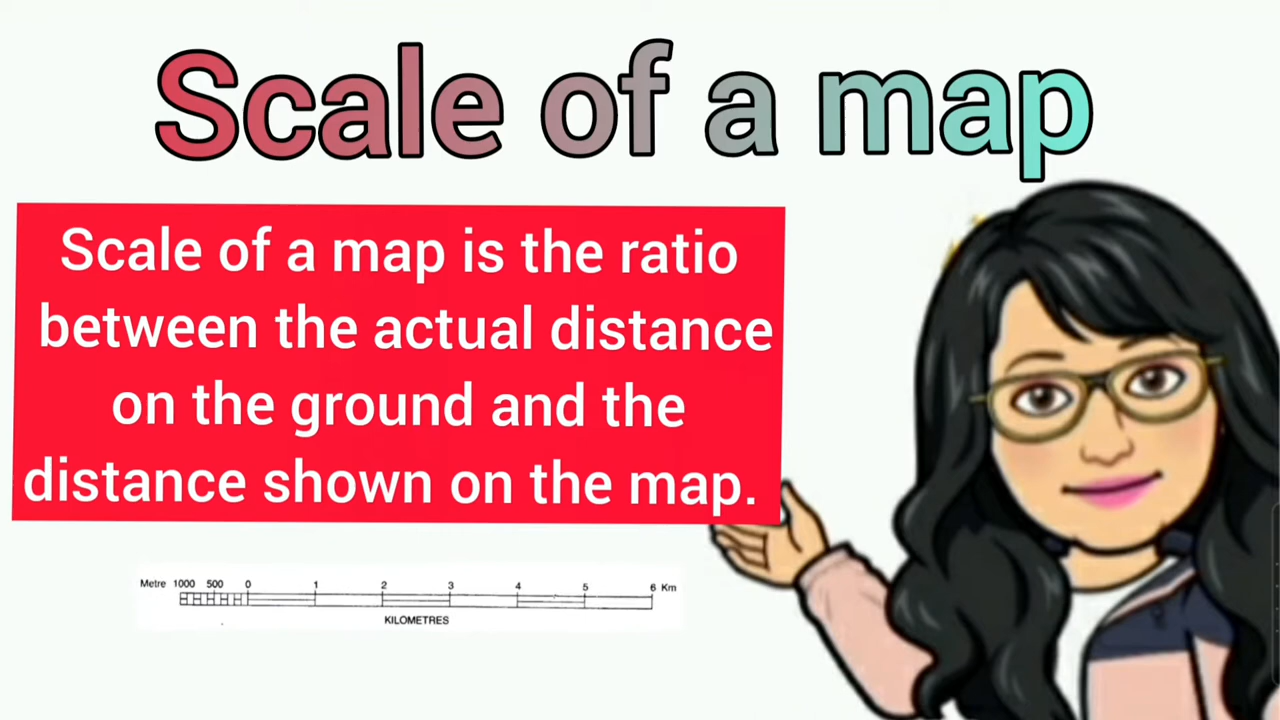 Scale of a map
Scale of a map is the ratio
between the actual distance
on the ground and the
distance shown on the map.
Metre 1000 500 0 1 2 3 4 5 6 Km
KILOMETRES